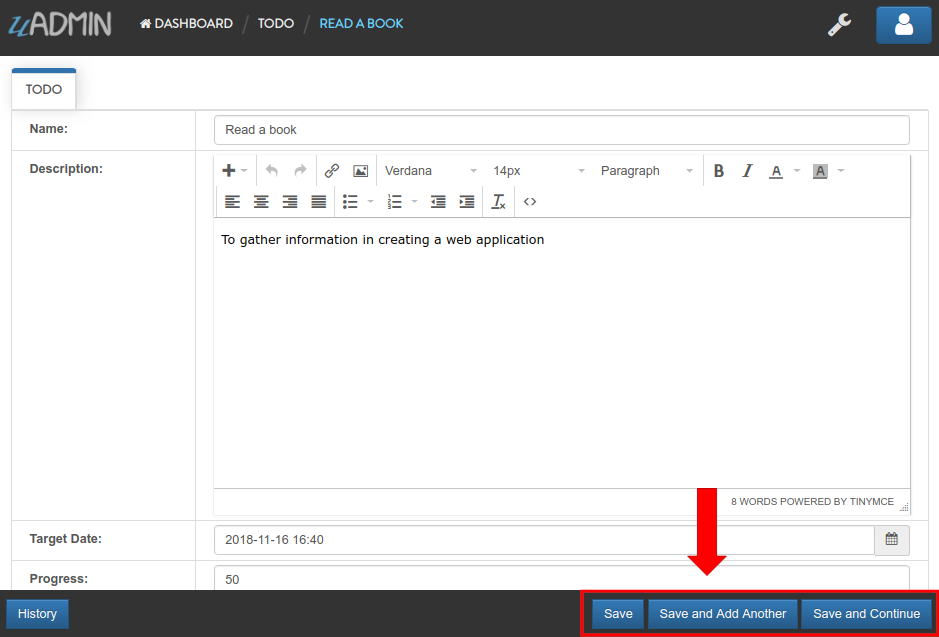 uADMIN DASHBOARD / TODO / READ A BOOK
TODO
Name: Read a book
Description:
Verdana 14px Paragraph B I A A
To gather information in creating a web application
8 WORDS POWERED BY TINYMCE
Target Date: 2018-11-16 16:40
Progress: 50
History Save Save and Add Another Save and Continue